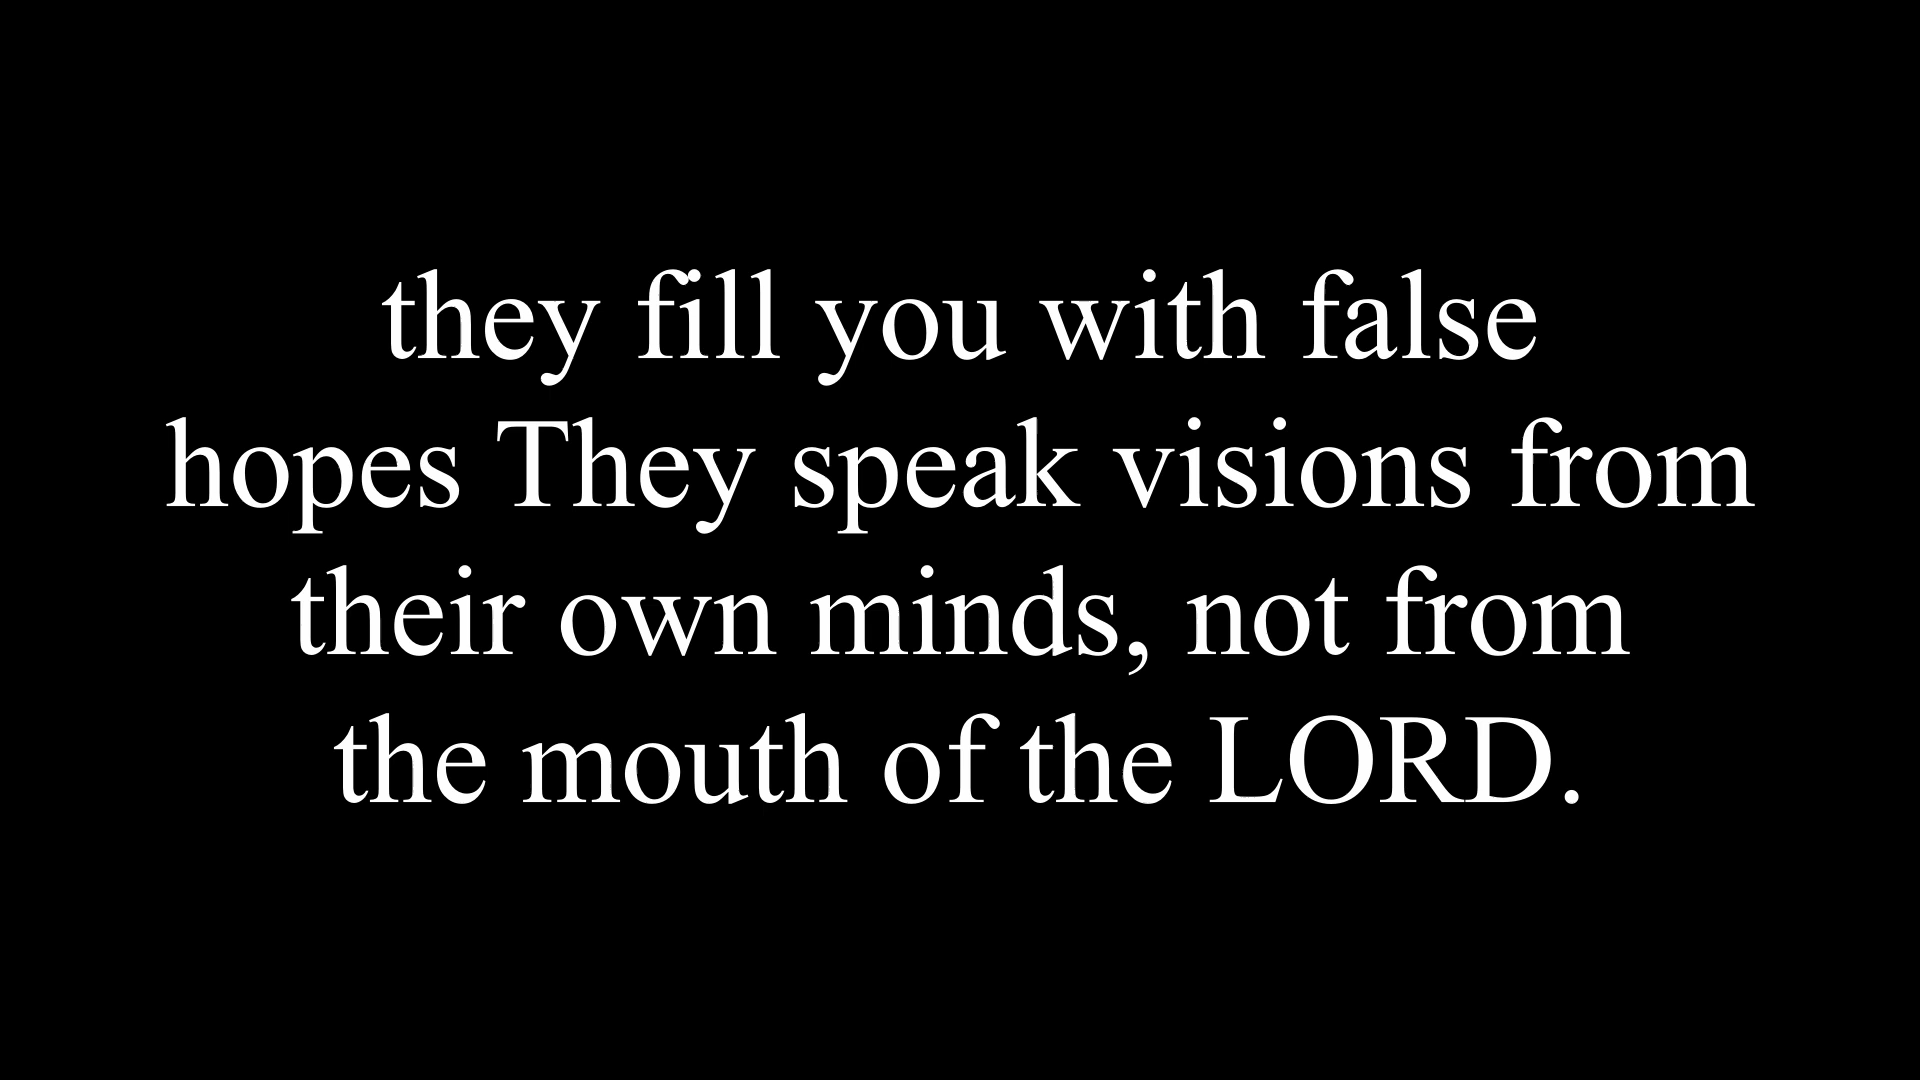 they fill you with false
hopes They speak visions from
their own minds, not from
the mouth of the LORD.